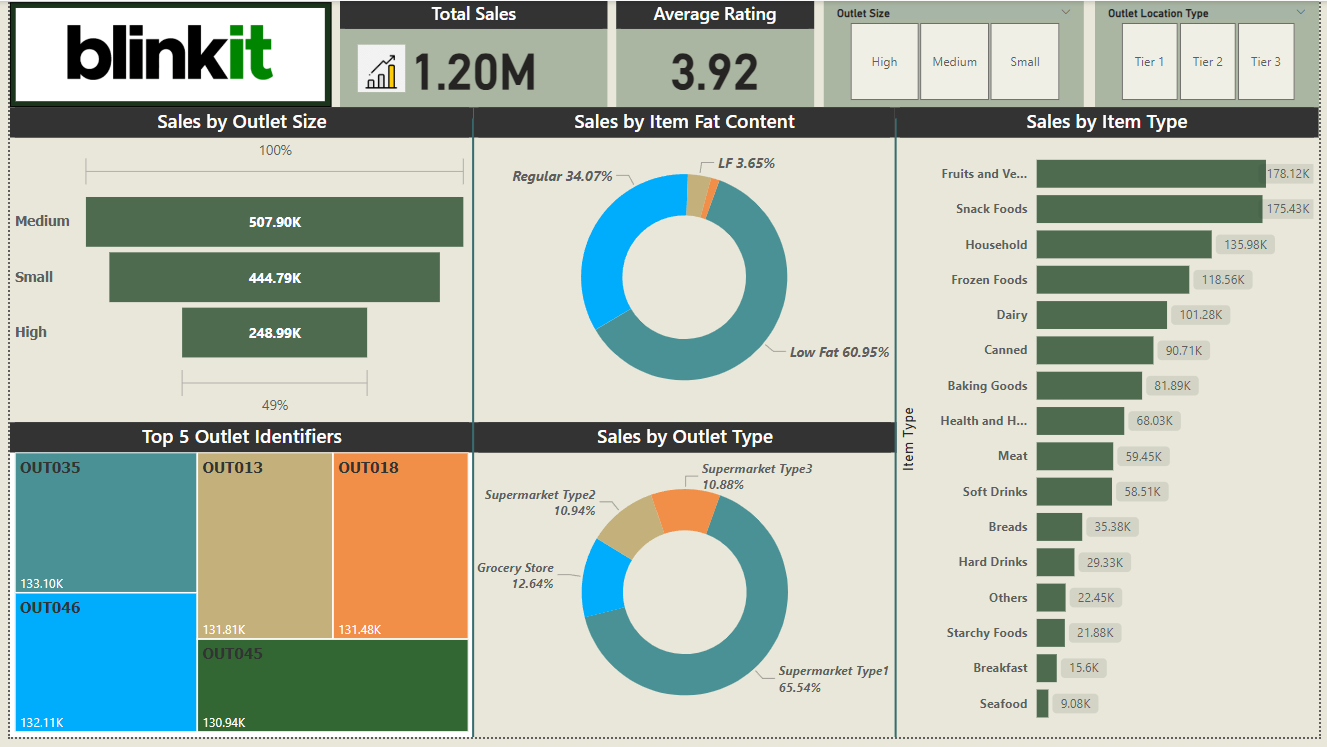 blinkit
Total Sales
1.20M
Average Rating
3.92
Outlet Size
High
Medium
Small
Outlet Location Type
Tier 1
Tier 2
Tier 3
Sales by Outlet Size
100%
Medium
507.90K
Small
444.79K
High
248.99K
49%
Sales by Item Fat Content
LF 3.65%
Regular 34.07%
Low Fat 60.95%
Sales by Item Type
Item Type
Fruits and Ve...
178.12K
Snack Foods
175.43K
Household
135.98K
Frozen Foods
118.56K
Dairy
101.28K
Canned
90.71K
Baking Goods
81.89K
Health and H...
68.03K
Meat
59.45K
Soft Drinks
58.51K
Breads
35.38K
Hard Drinks
29.33K
Others
22.45K
Starchy Foods
21.88K
Breakfast
15.6K
Seafood
9.08K
Top 5 Outlet Identifiers
OUT035
133.10K
OUT046
132.11K
OUT013
131.81K
OUT018
131.48K
OUT045
130.94K
Sales by Outlet Type
Supermarket Type3
10.88%
Supermarket Type2
10.94%
Grocery Store
12.64%
Supermarket Type1
65.54%